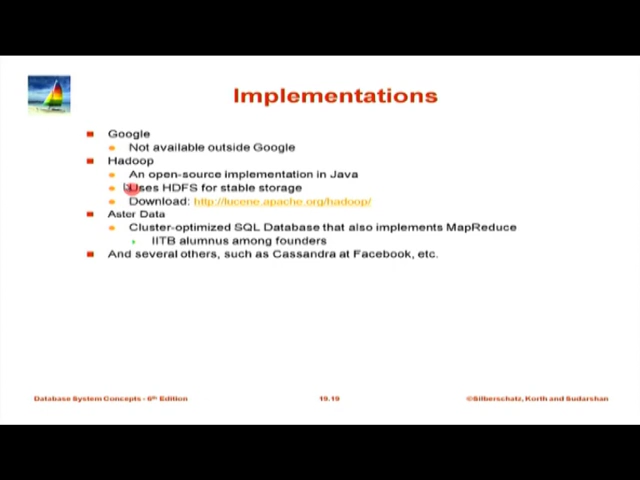 Implementations
Google
Not available outside Google
Hadoop
An open-source implementation in Java
Uses HDFS for stable storage
Download: http://lucene.apache.org/hadoop/
Aster Data
Cluster-optimized SQL Database that also implements MapReduce
IITB alumnus among founders
And several others, such as Cassandra at Facebook, etc.
Database System Concepts - 6th Edition
19.19
©Silberschatz, Korth and Sudarshan